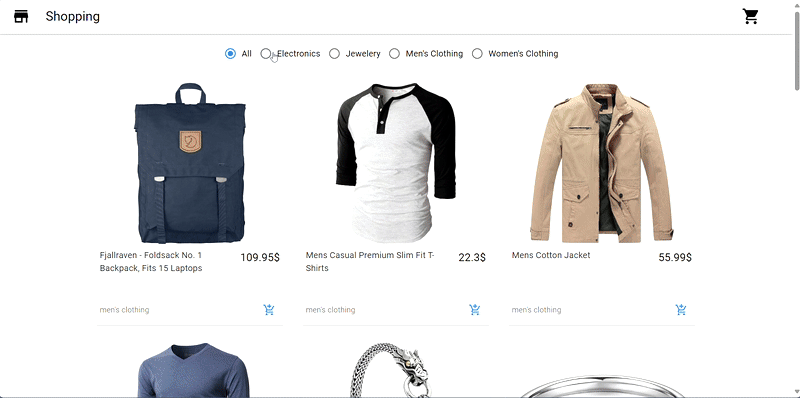 Shopping
All Electronics Jewelery Men's Clothing Women's Clothing
Fjallraven - Foldsack No. 1
Backpack, Fits 15 Laptops
109.95$
Mens Casual Premium Slim Fit T-
Shirts
22.3$
Mens Cotton Jacket
55.99$
men's clothing
men's clothing
men's clothing